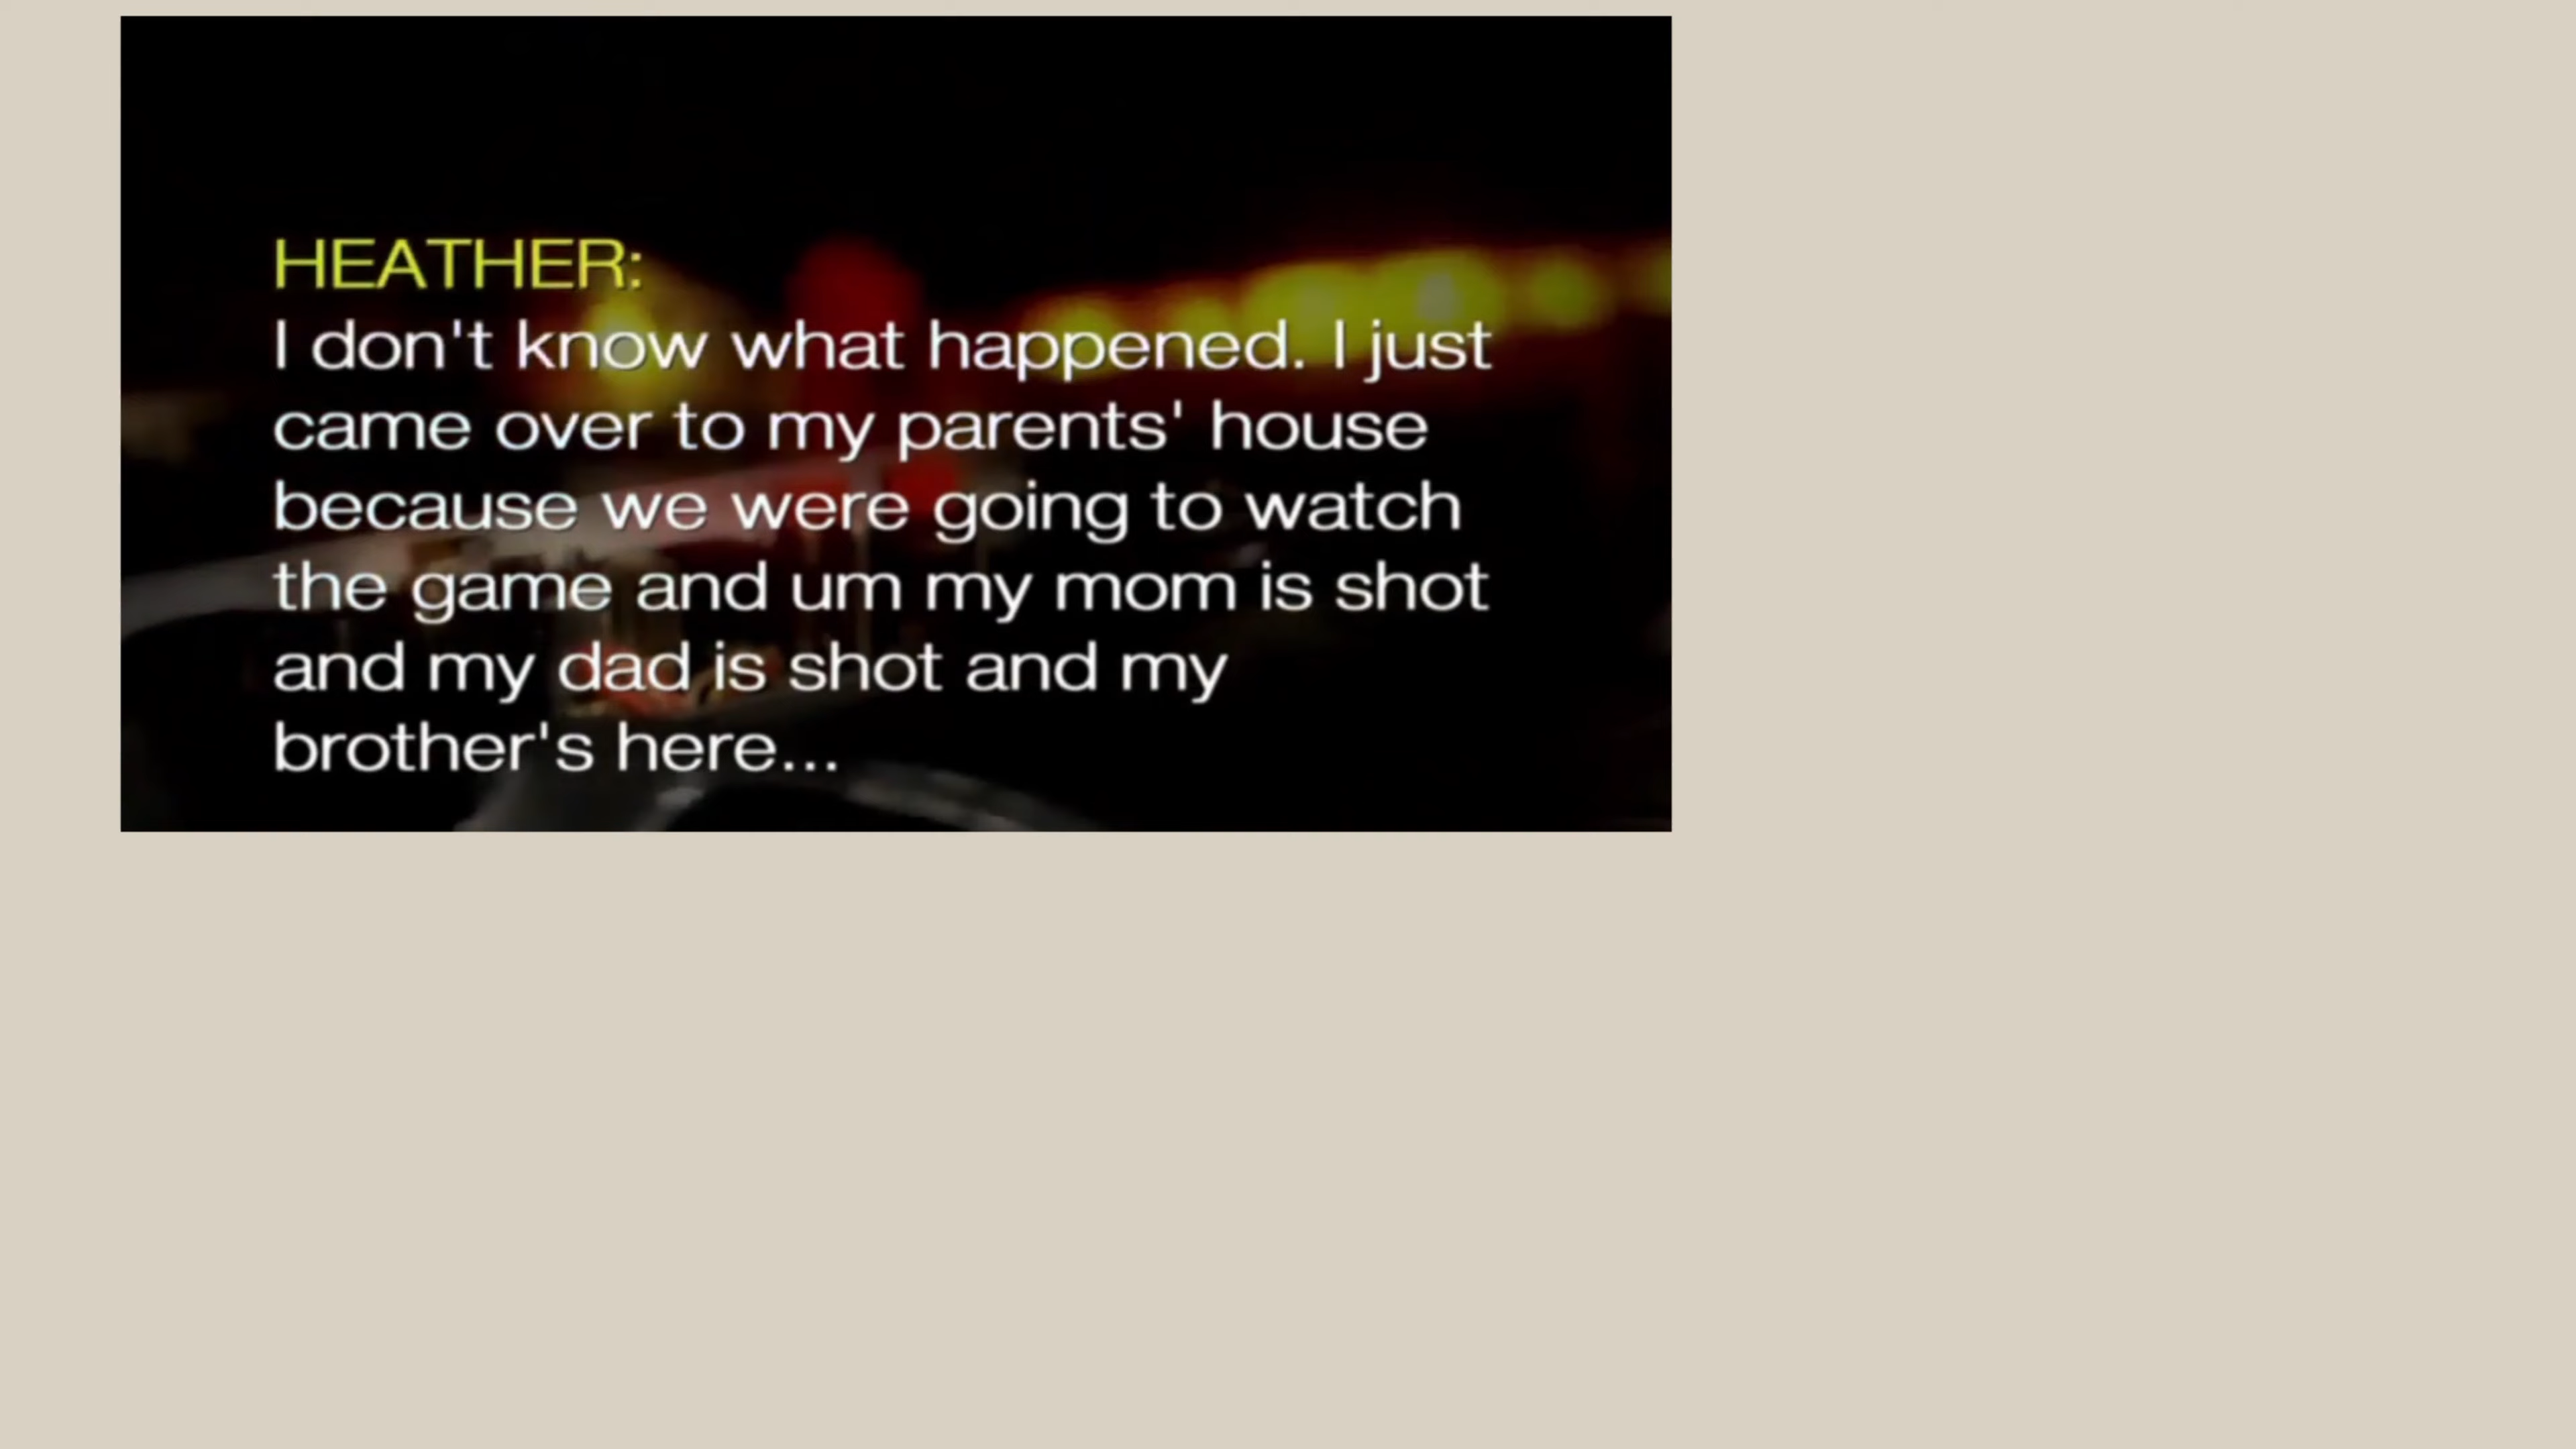 HEATHER:
I don't know what happened. I just
came over to my parents' house
because we were going to watch
the game and um my mom is shot
and my dad is shot and my
brother's here...